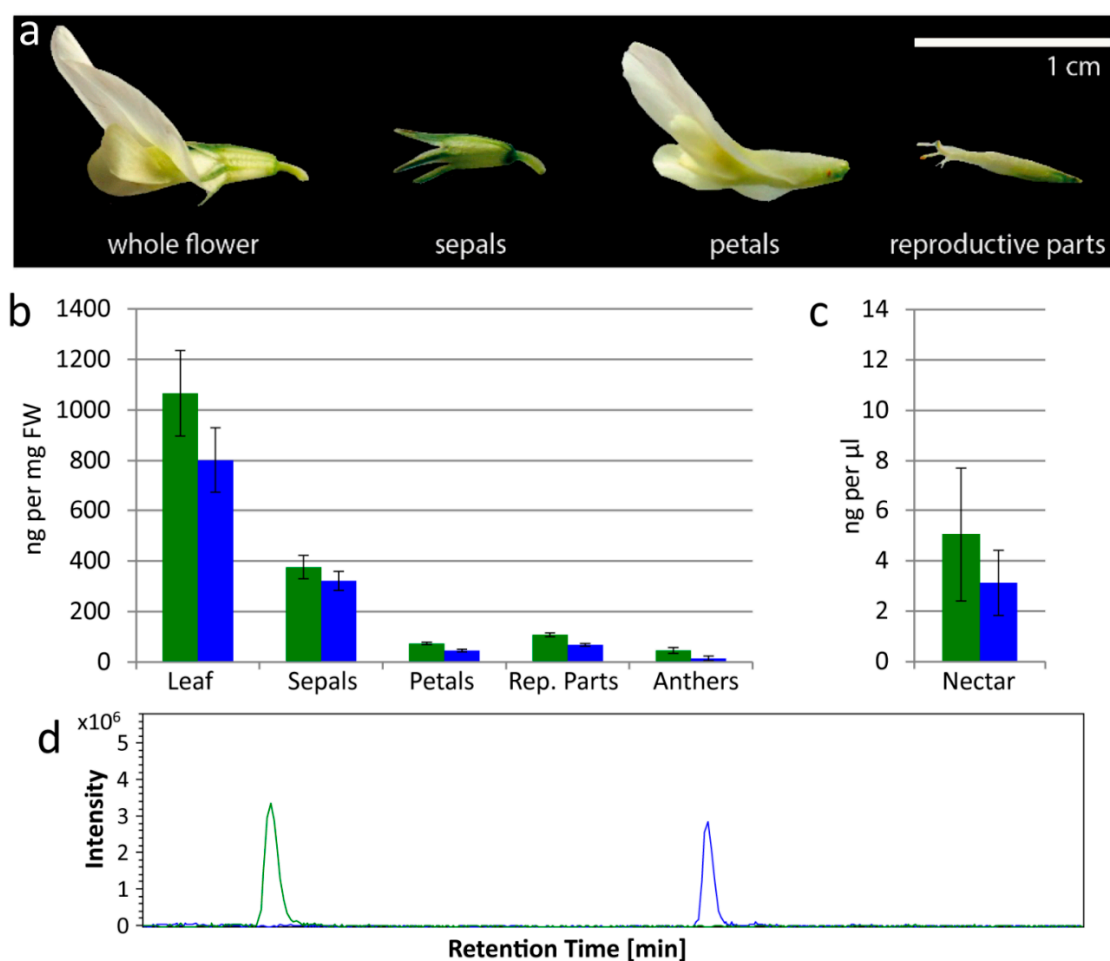 a
1 cm
whole flower sepals petals reproductive parts
b
1400
1200
1000
800
600
400
200
0
ng per mg FW
Leaf Sepals Petals Rep. Parts Anthers
c
14
12
10
8
6
4
2
0
ng per µl
Nectar
d
x10⁶
5
4
3
2
1
0
Intensity
Retention Time [min]